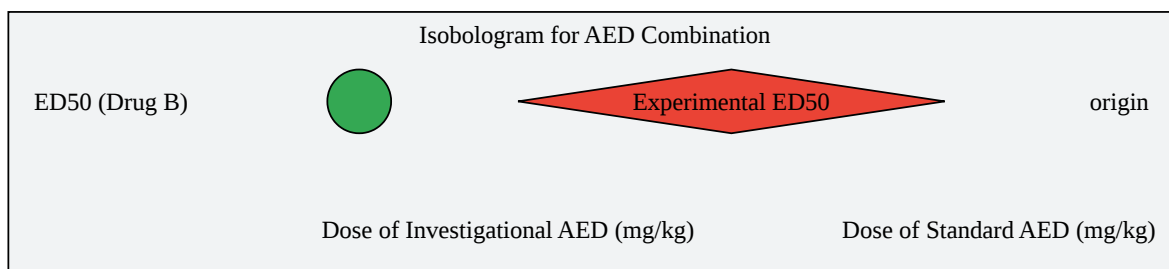 Isobologram for AED Combination
ED50 (Drug B)
Experimental ED50
origin
Dose of Investigational AED (mg/kg)
Dose of Standard AED (mg/kg)